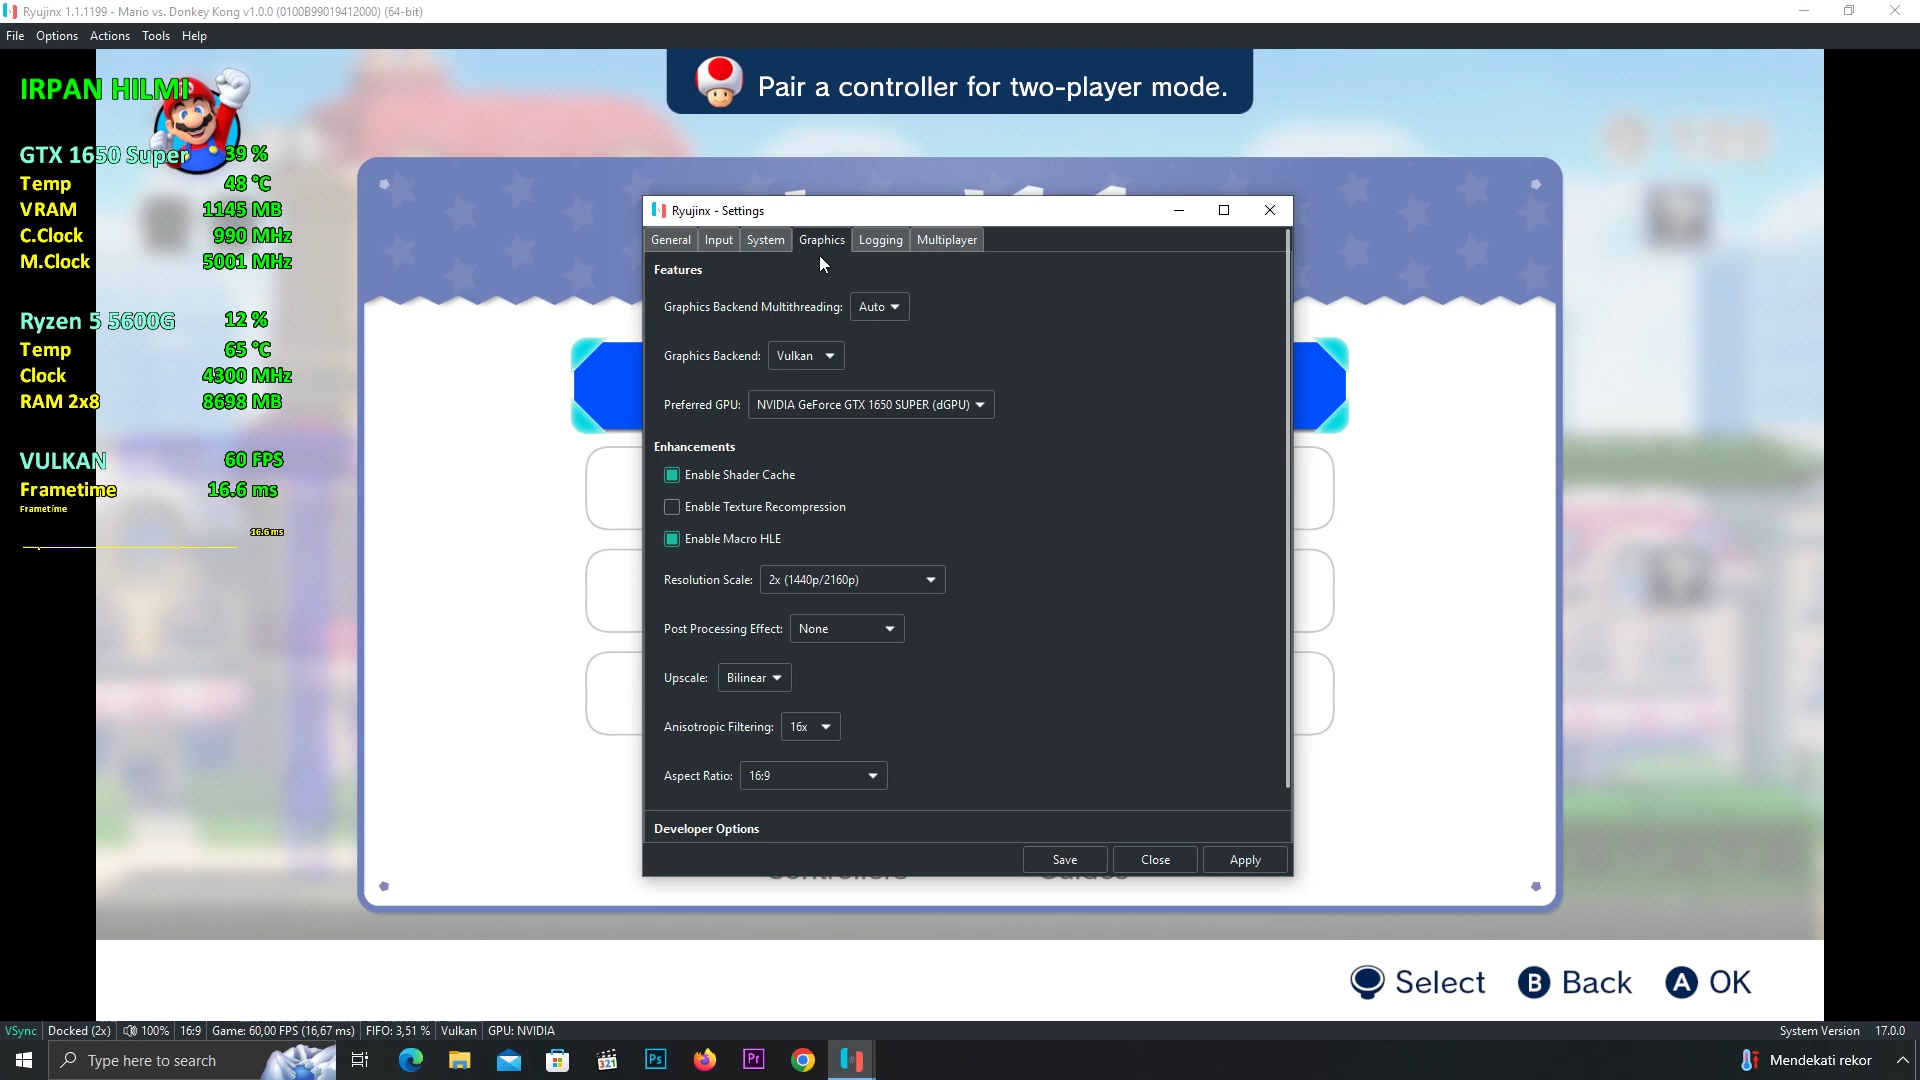 Ryujinx 1.1.1199 - Mario vs. Donkey Kong v1.0.0 (0100B99019412000) (64-bit)
File Options Actions Tools Help
Pair a controller for two-player mode.
IRPAN HILMI
GTX 1650 Super 39 %
Temp 48 °C
VRAM 1145 MB
C.Clock 990 MHz
M.Clock 5001 MHz
Ryzen 5 5600G 12 %
Temp 65 °C
Clock 4300 MHz
RAM 2x8 8698 MB
VULKAN 60 FPS
Frametime 16.6 ms
Frametime
16.6 ms
Ryujinx - Settings
General Input System Graphics Logging Multiplayer
Features
Graphics Backend Multithreading: Auto
Graphics Backend: Vulkan
Preferred GPU: NVIDIA GeForce GTX 1650 SUPER (dGPU)
Enhancements
Enable Shader Cache
Enable Texture Recompression
Enable Macro HLE
Resolution Scale: 2x (1440p/2160p)
Post Processing Effect: None
Upscale: Bilinear
Anisotropic Filtering: 16x
Aspect Ratio: 16:9
Developer Options
Save Close Apply
Select B Back A OK
VSync Docked (2x) 100% 16:9 Game: 60,00 FPS (16,67 ms) FIFO: 3,51 % Vulkan GPU: NVIDIA System Version 17.0.0
Type here to search 321 Ps Pr Mendekati rekor